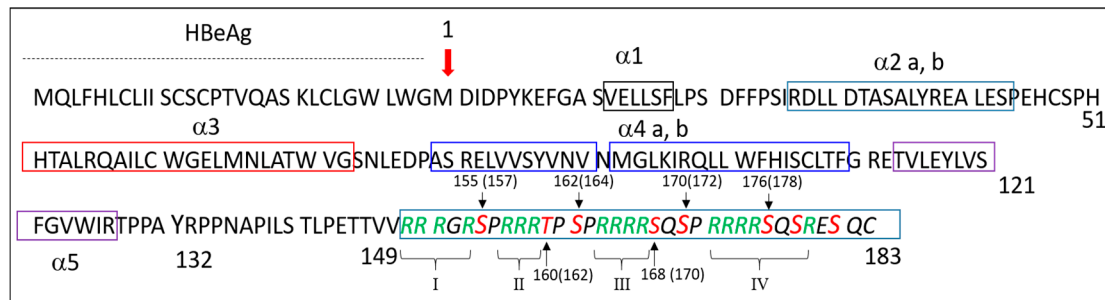 HBeAg
1
α1
α2 a, b
MQLFHLCLII SCSCPTVQAS KLCLGW LWGM DIDPYKEFGA SVELLSFLPS DFFPSIRDLL DTASALYREA LESPEHCSPH
51
α3
α4 a, b
HTALRQAILC WGELMNLATW VGSNLEDPAS RELVVSYVNV NMGLKIRQLL WFHISCLTFG RETVLEYLVS
121
155 (157) 162(164) 170(172) 176(178)
FGVWIRTPPA YRPPNAPILS TLPETTVV RR RGRSPRRRTP SPRRRRSQSP RRRRSQSRES QC
α5 132 149 183
I II 160(162) III 168 (170) IV